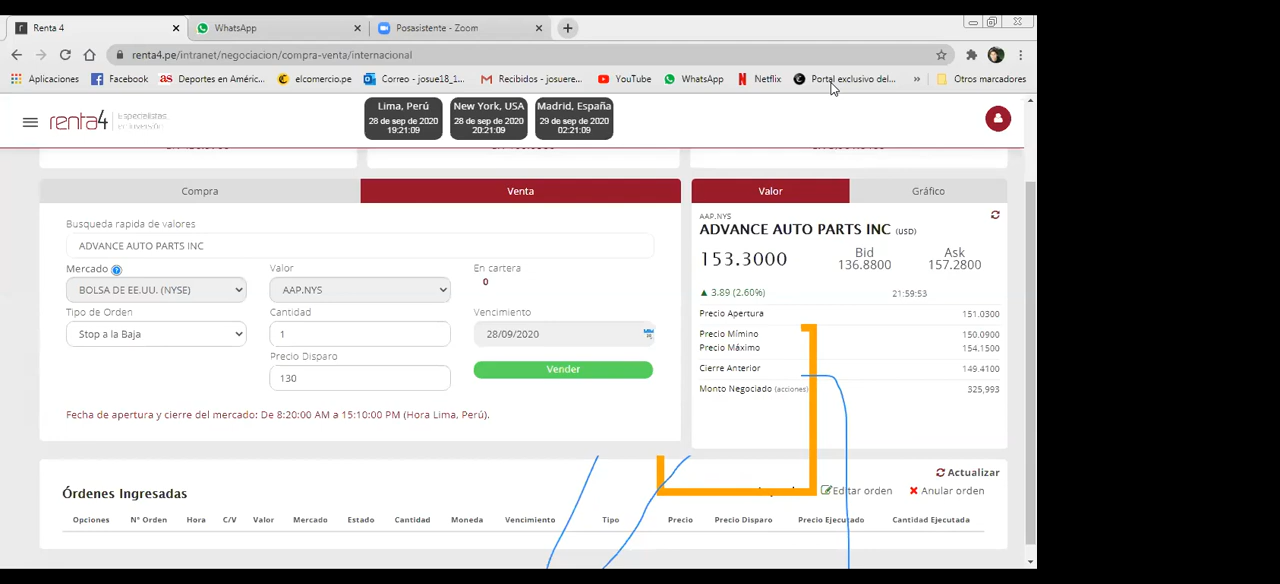 Renta 4
WhatsApp
Posasistente - Zoom
renta4.pe/intranet/negociacion/compra-venta/internacional
Aplicaciones
Facebook
as Deportes en Améric...
elcomercio.pe
Correo - josue18_1...
Recibidos - josuere...
YouTube
WhatsApp
Netflix
Portal exclusivo del...
»
Otros marcadores
renta4
Especialistas
en inversión
Lima, Perú
28 de sep de 2020
19:21:09
New York, USA
28 de sep de 2020
20:21:09
Madrid, España
29 de sep de 2020
02:21:09
Compra
Venta
Valor
Gráfico
Busqueda rapida de valores
ADVANCE AUTO PARTS INC
Mercado
Valor
En cartera
BOLSA DE EE.UU. (NYSE)
AAP.NYS
0
Tipo de Orden
Cantidad
Vencimiento
Stop a la Baja
1
28/09/2020
Precio Disparo
130
Vender
Fecha de apertura y cierre del mercado: De 8:20:00 AM a 15:10:00 PM (Hora Lima, Perú).
AAP.NYS
ADVANCE AUTO PARTS INC (USD)
153.3000
Bid
136.8800
Ask
157.2800
▲ 3.89 (2.60%)
21:59:53
Precio Apertura 151.0300
Precio Mímino 150.0900
Precio Máximo 154.1500
Cierre Anterior 149.4100
Monto Negociado (acciones) 325,993
Actualizar
Órdenes Ingresadas
Editar orden
Anular orden
Opciones N° Orden Hora C/V Valor Mercado Estado Cantidad Moneda Vencimiento Tipo Precio Precio Disparo Precio Ejecutado Cantidad Ejecutada